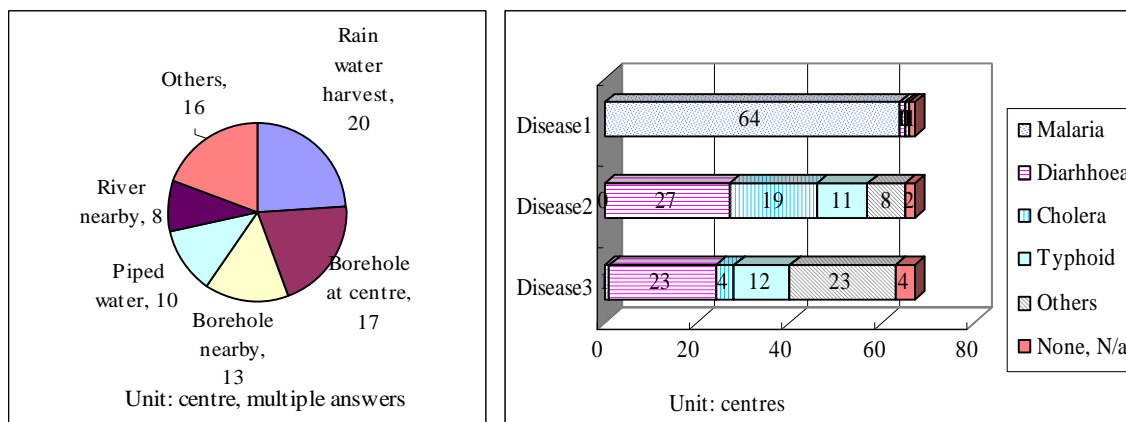 Rain
water
harvest,
20
Others,
16
River
nearby, 8
Piped
water, 10
Borehole
nearby,
13
Borehole
at centre,
17
Unit: centre, multiple answers
Disease1
64
1
Disease2
0
27
19
11
8
2
Disease3
1
23
4
12
23
4
0
20
40
60
80
Unit: centres
Malaria
Diarhhoea
Cholera
Typhoid
Others
None, N/a